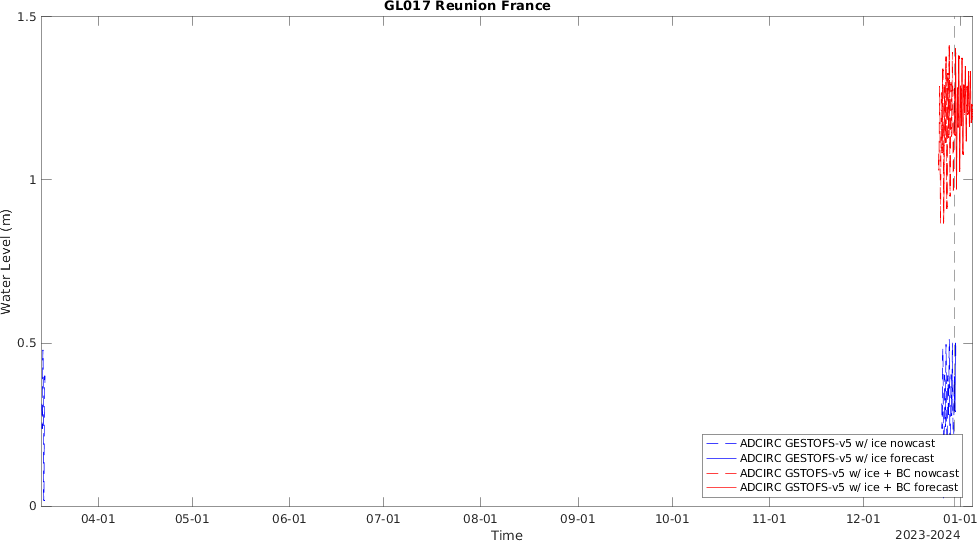 GL017 Reunion France
1.5
1
0.5
0
Water Level (m)
ADCIRC GESTOFS-v5 w/ ice nowcast
ADCIRC GESTOFS-v5 w/ ice forecast
ADCIRC GSTOFS-v5 w/ ice + BC nowcast
ADCIRC GSTOFS-v5 w/ ice + BC forecast
04-01 05-01 06-01 07-01 08-01 09-01 10-01 11-01 12-01 01-01
Time
2023-2024